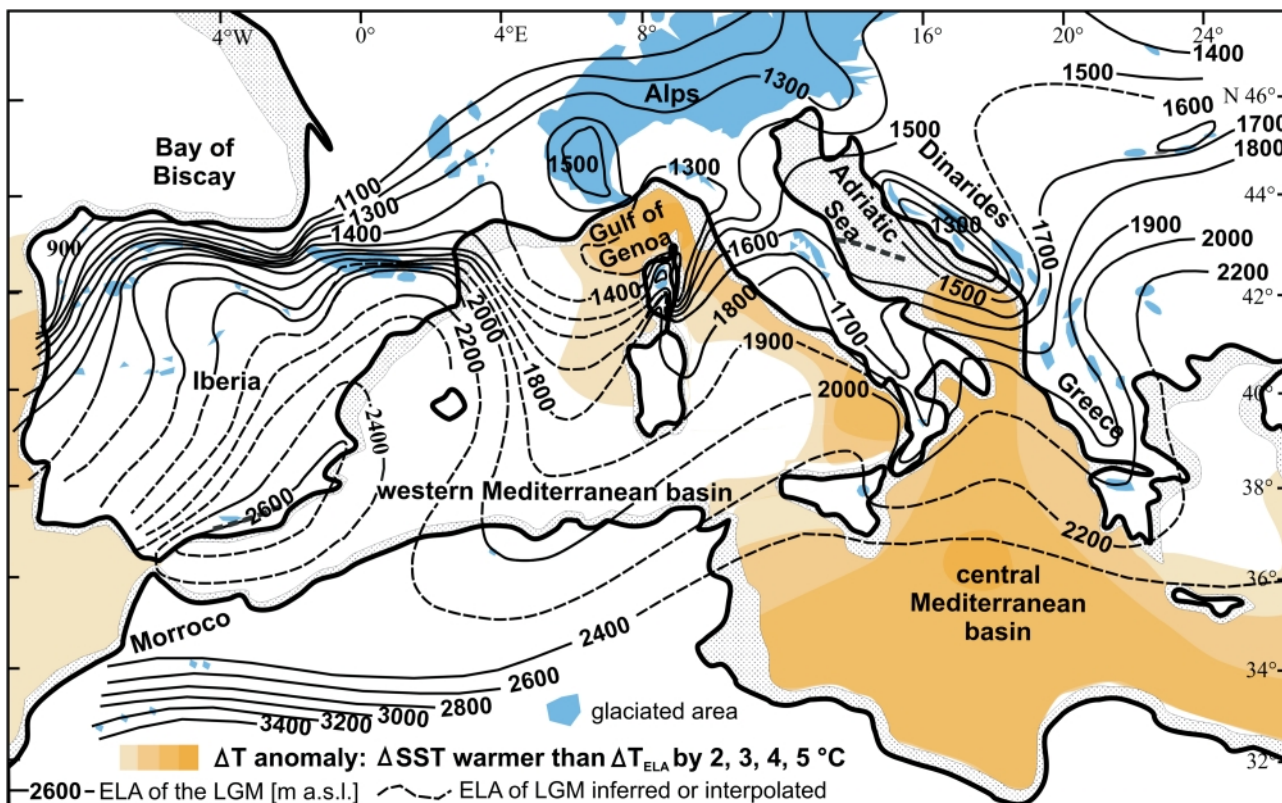 4°W
0°
4°E
8°
16°
20°
24°
1400
1500
N 46°
1300
Alps
1600
1700
1800
Bay of
Biscay
1500
1500
1300
Dinarides
1100
Adriatic
Sea
44°
1300
1400
900
Gulf of
Genoa
1300
1600
1700
1900
2000
2200
1400
1500
42°
2000
2200
1800
1800
1700
1900
Iberia
2000
40°
Greece
2400
2600
western Mediterranean basin
38°
2200
central
Mediterranean
basin
36°
Morroco
2400
2600
2800
3000
3200
3400
34°
glaciated area
ΔT anomaly: ΔSST warmer than ΔT ELA by 2, 3, 4, 5 °C
32°
2600 ELA of the LGM [m a.s.l.] ELA of LGM inferred or interpolated